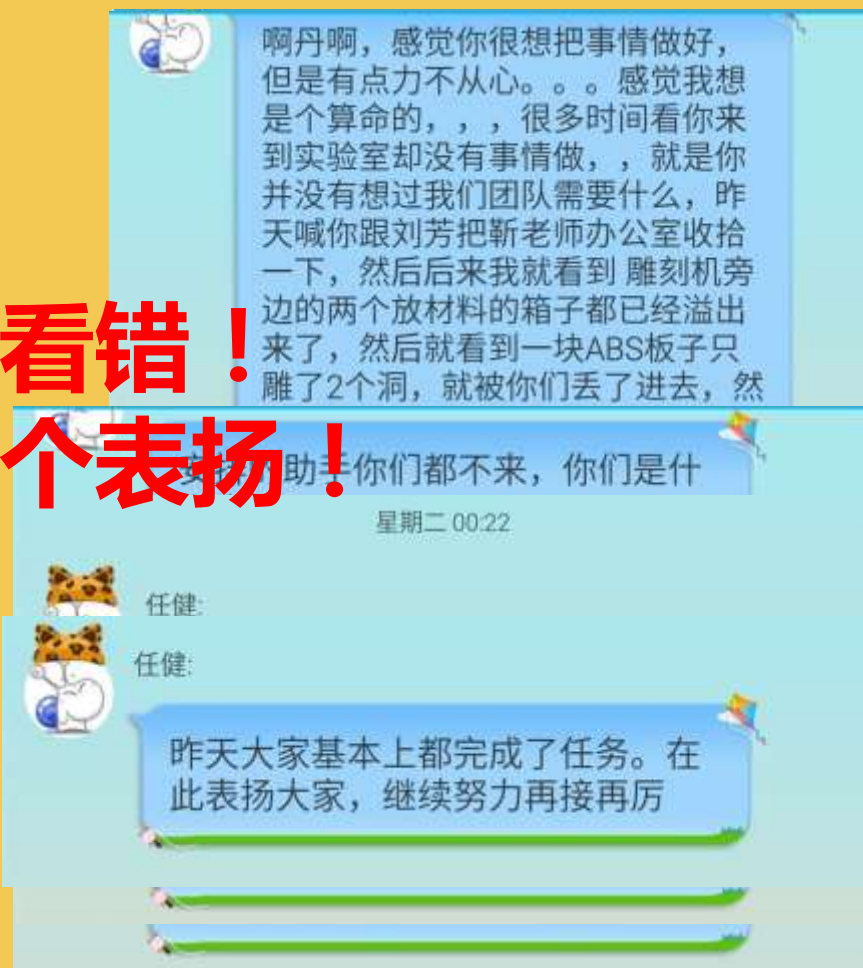 啊丹啊，感觉你很想把事情做好，
但是有点力不从心。。。感觉我想
是个算命的，，，很多时间看你来
到实验室却没有事情做，，就是你
并没有想过我们团队需要什么，昨
天喊你跟刘芳把靳老师办公室收拾
一下，然后后来我就看到 雕刻机旁
边的两个放材料的箱子都已经溢出
来了，然后就看到一块ABS板子只
雕了2个洞，就被你们丢了进去，然
看错！
个表扬！
助手你们都不来，你们是什
星期二 00:22
任健:
任健:
昨天大家基本上都完成了任务。在
此表扬大家，继续努力再接再厉